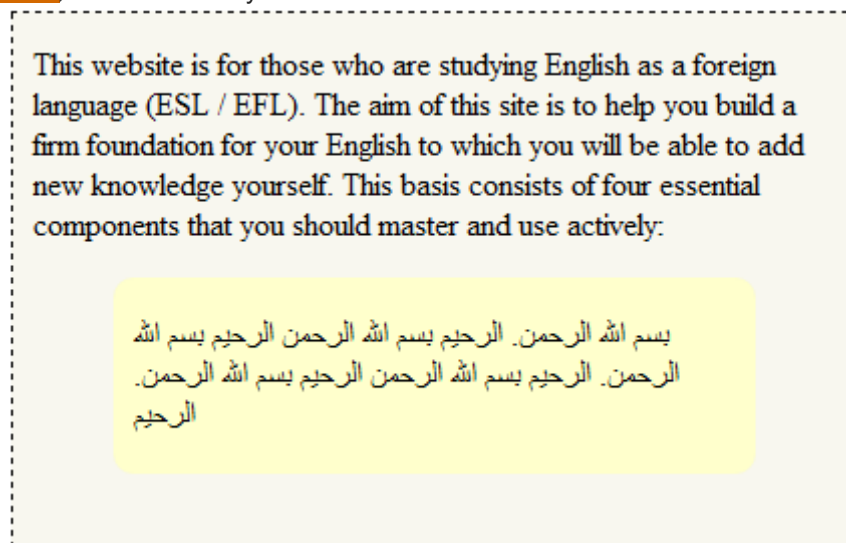 This website is for those who are studying English as a foreign
language (ESL / EFL). The aim of this site is to help you build a
firm foundation for your English to which you will be able to add
new knowledge yourself. This basis consists of four essential
components that you should master and use actively:
بسم الله الرحمن. الرحيم بسم الله الرحمن الرحيم بسم الله
الرحمن. الرحيم بسم الله الرحمن الرحيم بسم الله الرحمن.
الرحيم